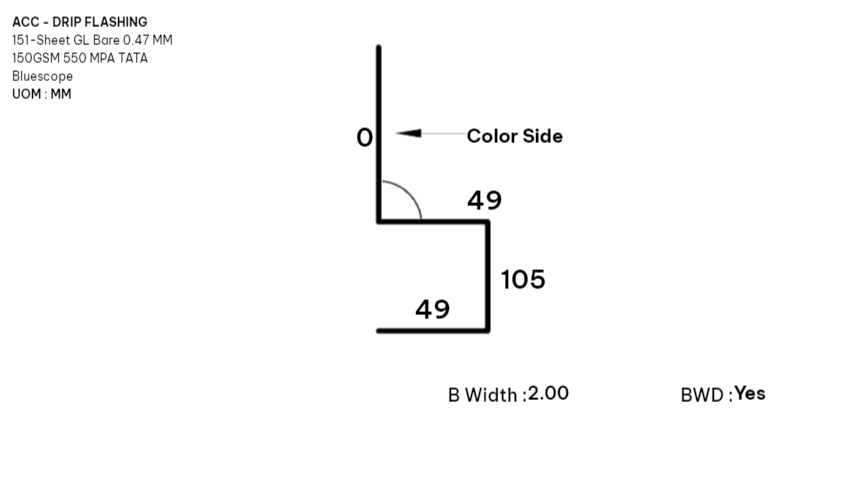 ACC - DRIP FLASHING
151-Sheet GL Bare 0.47 MM
150GSM 550 MPA TATA
Bluescope
UOM : MM
0
Color Side
49
105
49
B Width :2.00
BWD :Yes